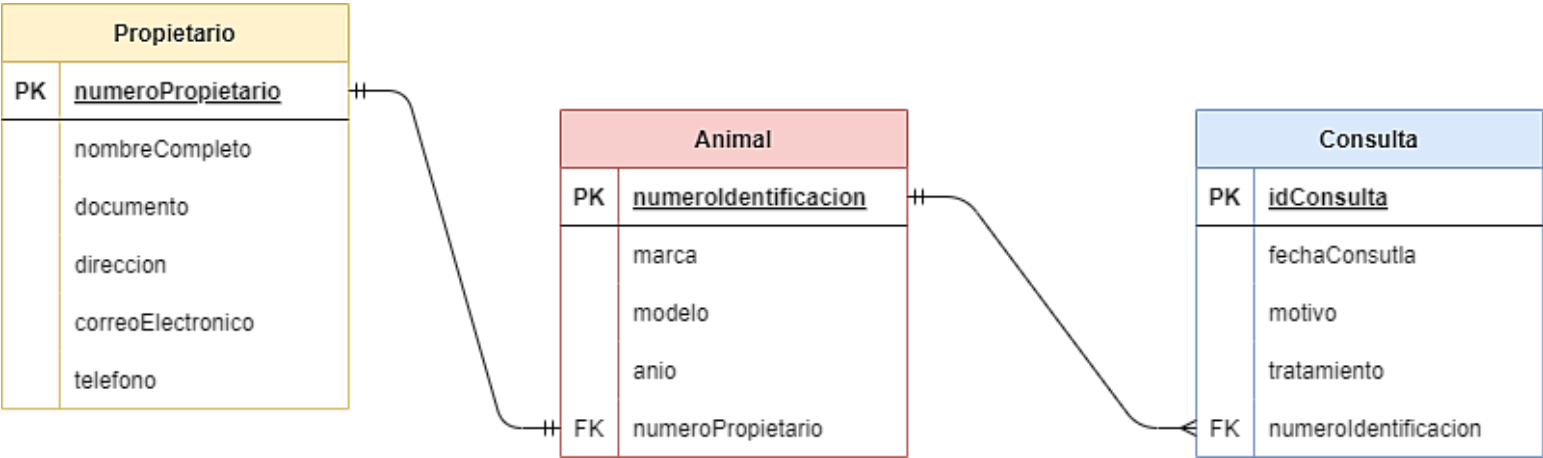 Propietario
PK numeroPropietario
nombreCompleto
documento
direccion
correoElectronico
telefono
Animal
PK numeroIdentificacion
marca
modelo
anio
FK numeroPropietario
Consulta
PK idConsulta
fechaConsutla
motivo
tratamiento
FK numeroIdentificacion